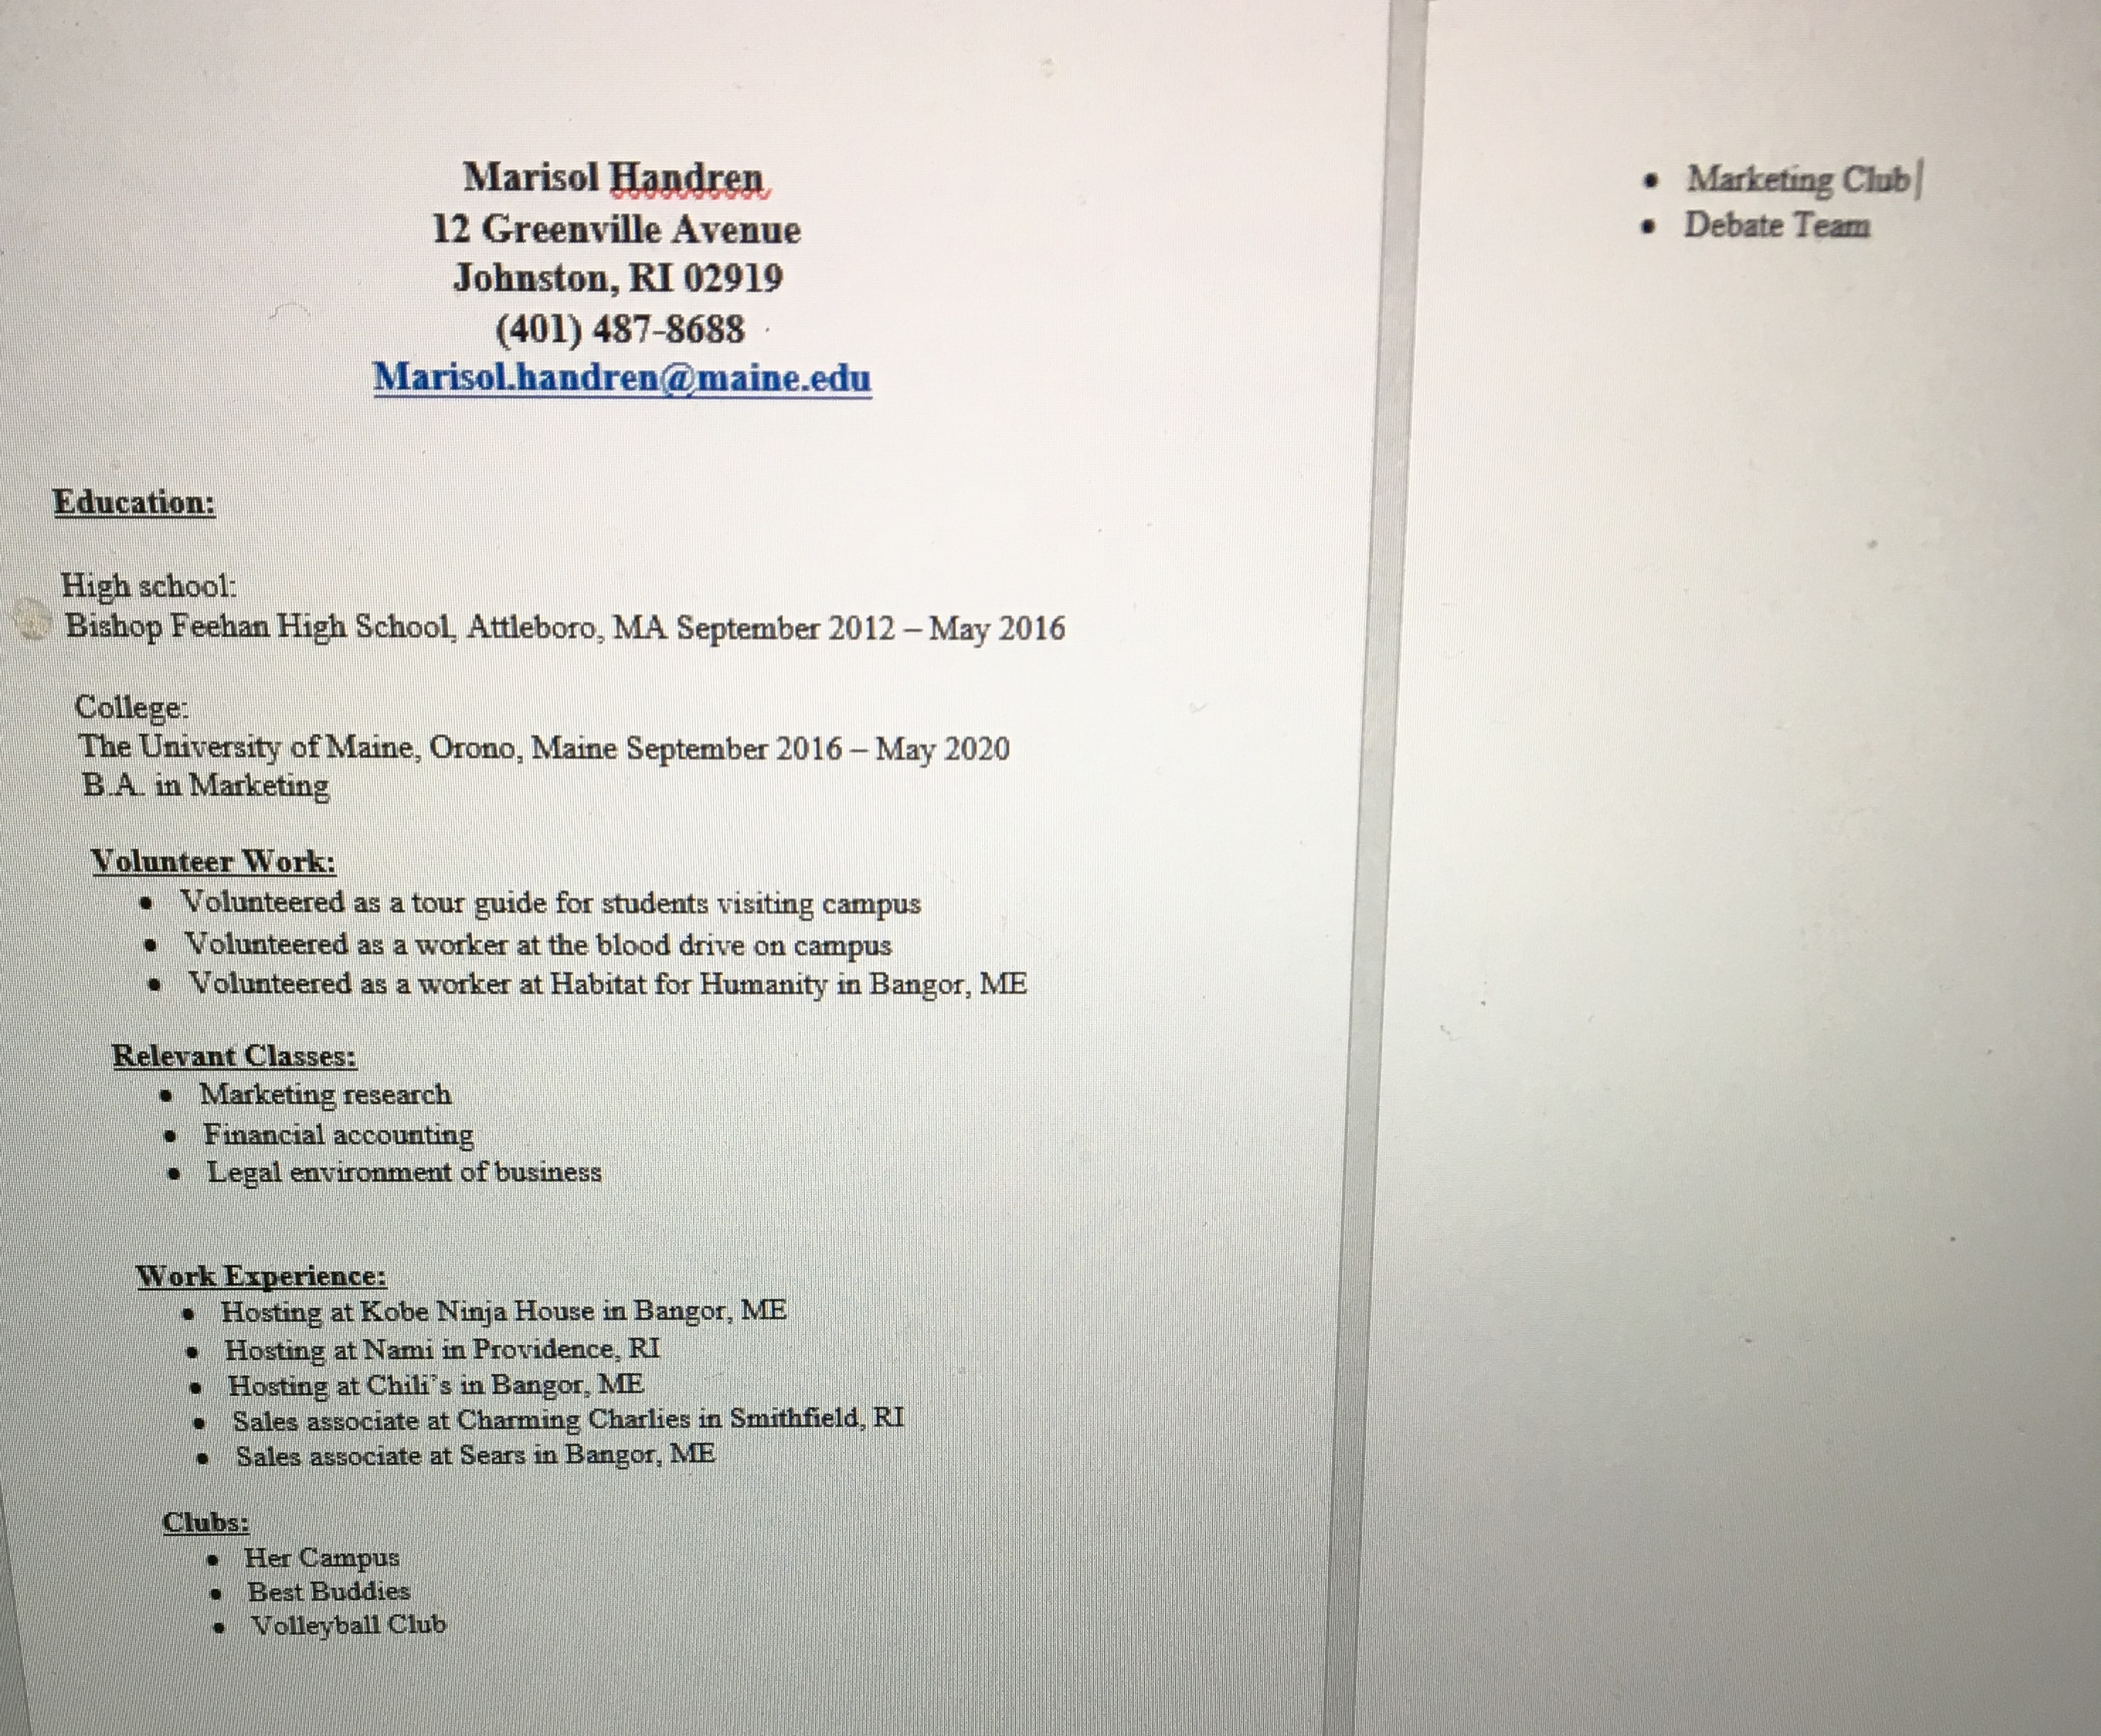 Marisol Handren
12 Greenville Avenue
Johnston, RI 02919
(401) 487-8688
Marisol.handren@maine.edu
Education:
High school:
Bishop Feehan High School, Attleboro, MA September 2012 – May 2016
College:
The University of Maine, Orono, Maine September 2016 – May 2020
B.A. in Marketing
Volunteer Work:
• Volunteered as a tour guide for students visiting campus
• Volunteered as a worker at the blood drive on campus
• Volunteered as a worker at Habitat for Humanity in Bangor, ME
Relevant Classes:
• Marketing research
• Financial accounting
• Legal environment of business
Work Experience:
• Hosting at Kobe Ninja House in Bangor, ME
• Hosting at Nami in Providence, RI
• Hosting at Chili's in Bangor, ME
• Sales associate at Charming Charlies in Smithfield, RI
• Sales associate at Sears in Bangor, ME
Clubs:
• Her Campus
• Best Buddies
• Volleyball Club
• Marketing Club
• Debate Team